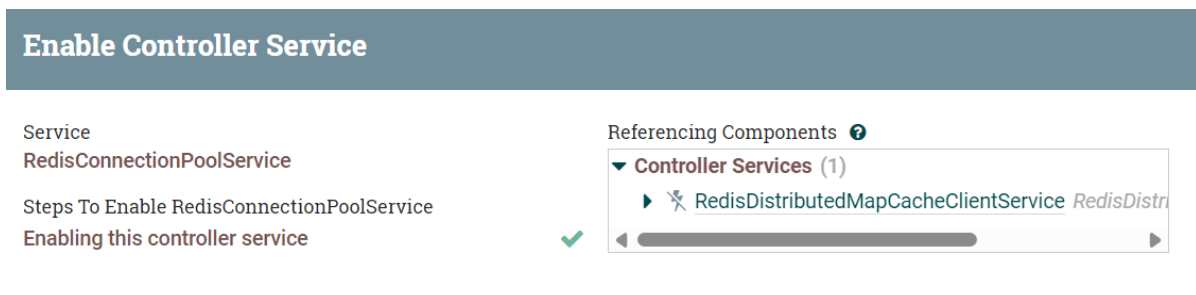 Enable Controller Service
Service
RedisConnectionPoolService
Steps To Enable RedisConnectionPoolService
Enabling this controller service
Referencing Components
Controller Services (1)
RedisDistributedMapCacheClientService RedisDistri